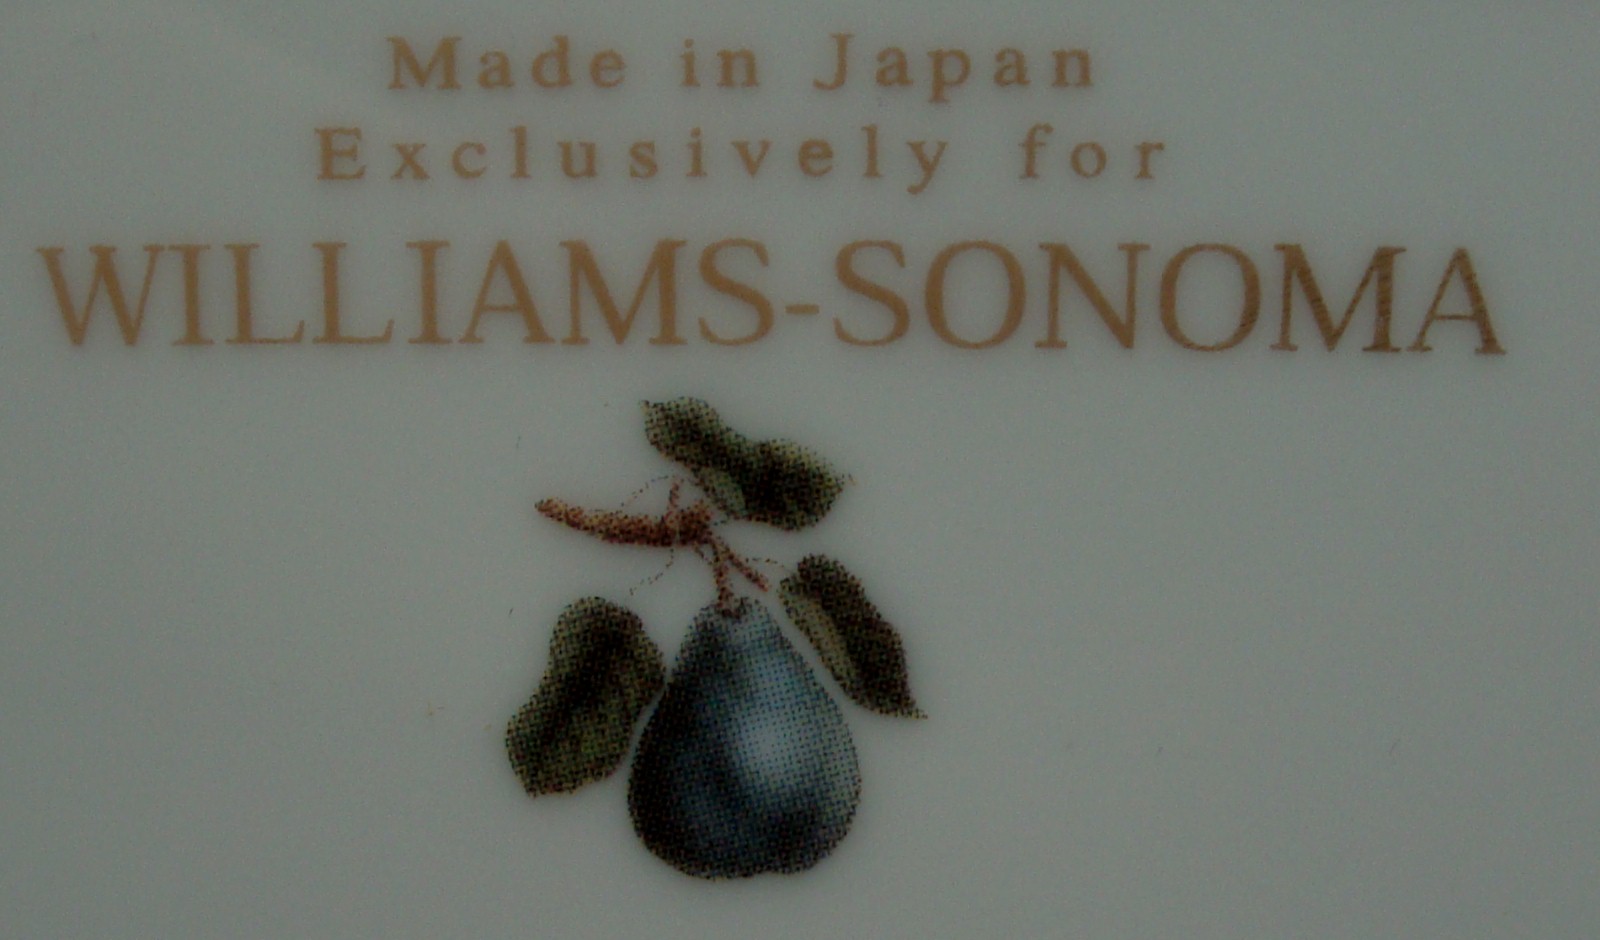 Made in Japan
Exclusively for
WILLIAMS-SONOMA